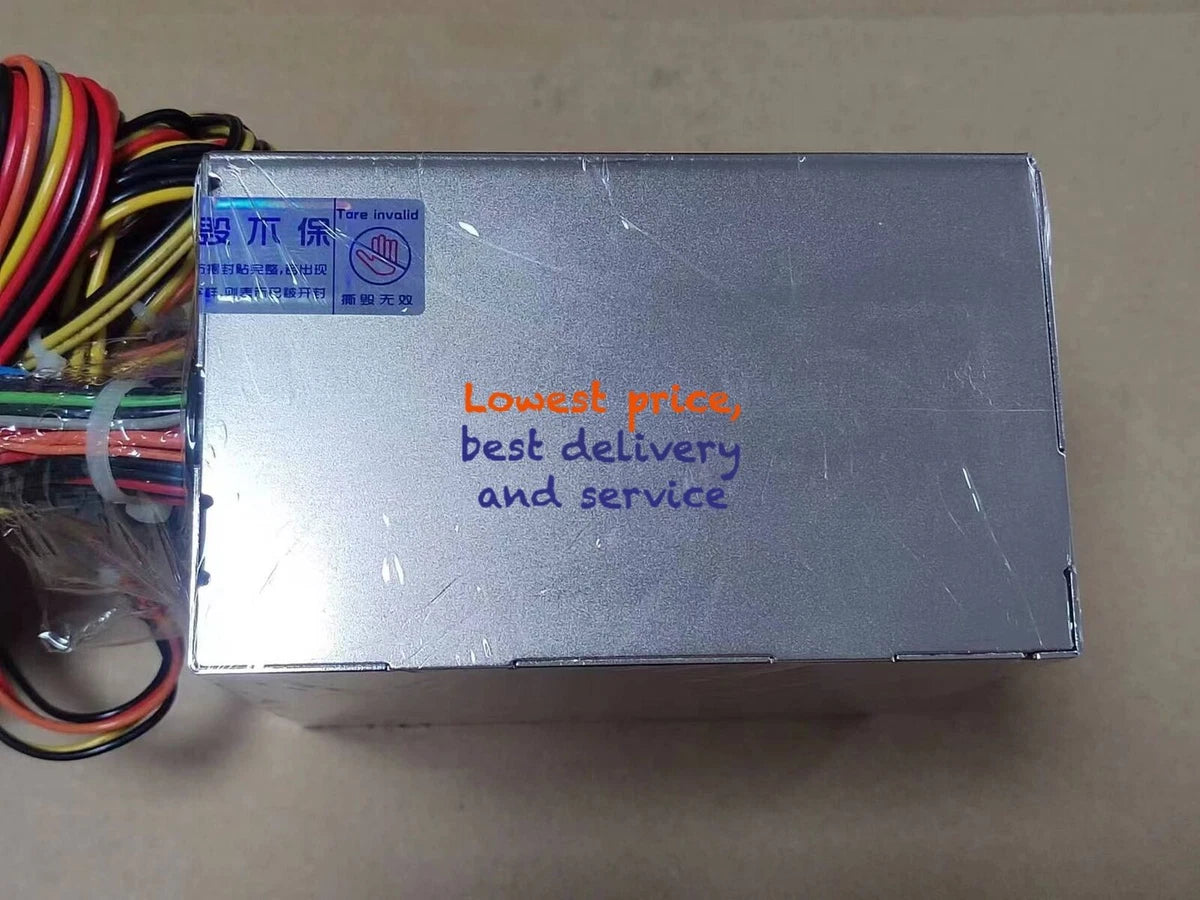 毁不保
Tare invalid
撕毁无效
Lowest price,
best delivery
and service